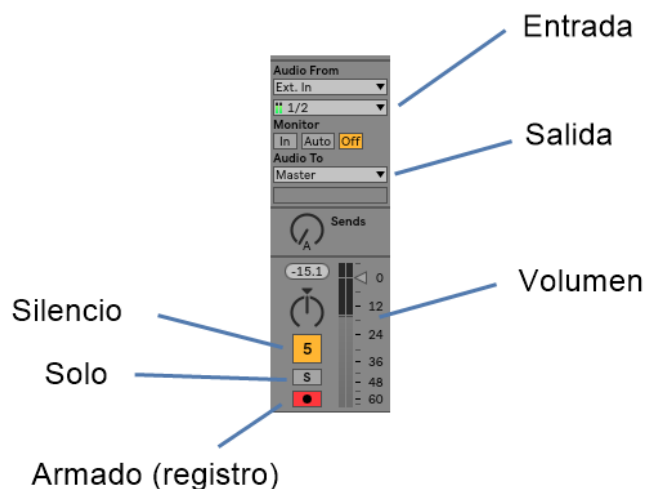 Entrada
Audio From
Ext. In
1/2
Monitor
In Auto Off
Salida
Audio To
Master
Sends
A
-15.1
0
Volumen
12
Silencio
24
5
36
Solo
S
48
60
Armado (registro)